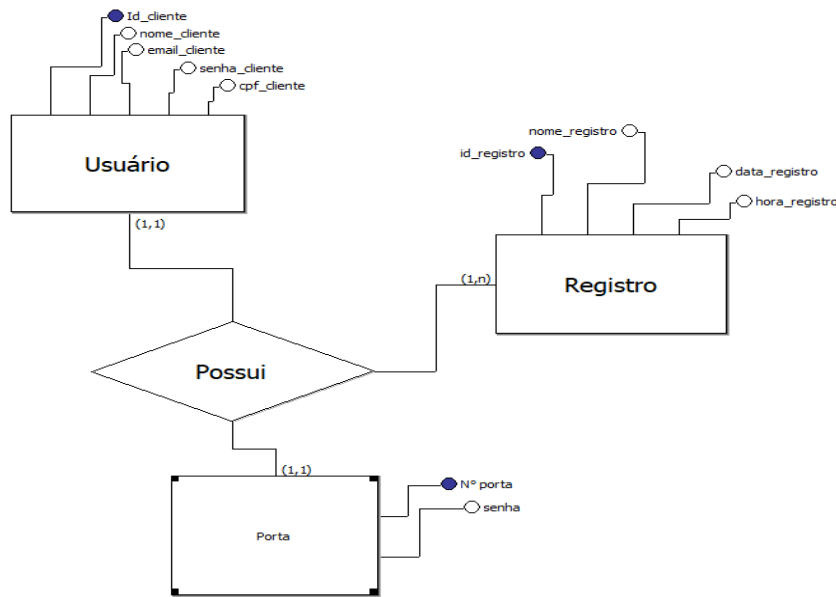 Id_cliente
nome_cliente
email_cliente
senha_cliente
cpf_cliente
Usuário
(1,1)
nome_registro
id_registro
data_registro
hora_registro
Registro
(1,n)
Possui
(1,1)
Porta
N° porta
senha